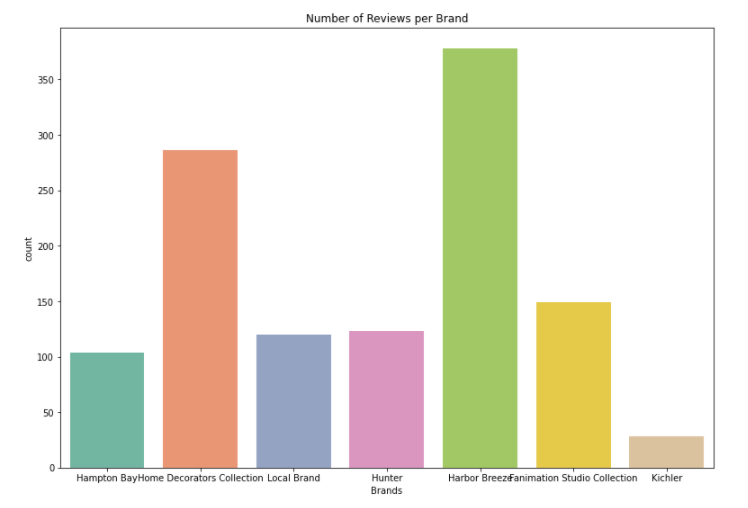 Number of Reviews per Brand
350
300
250
200
150
100
50
0
count
Hampton Bay Home Decorators Collection Local Brand Hunter Harbor Breeze Fanimation Studio Collection Kichler
Brands